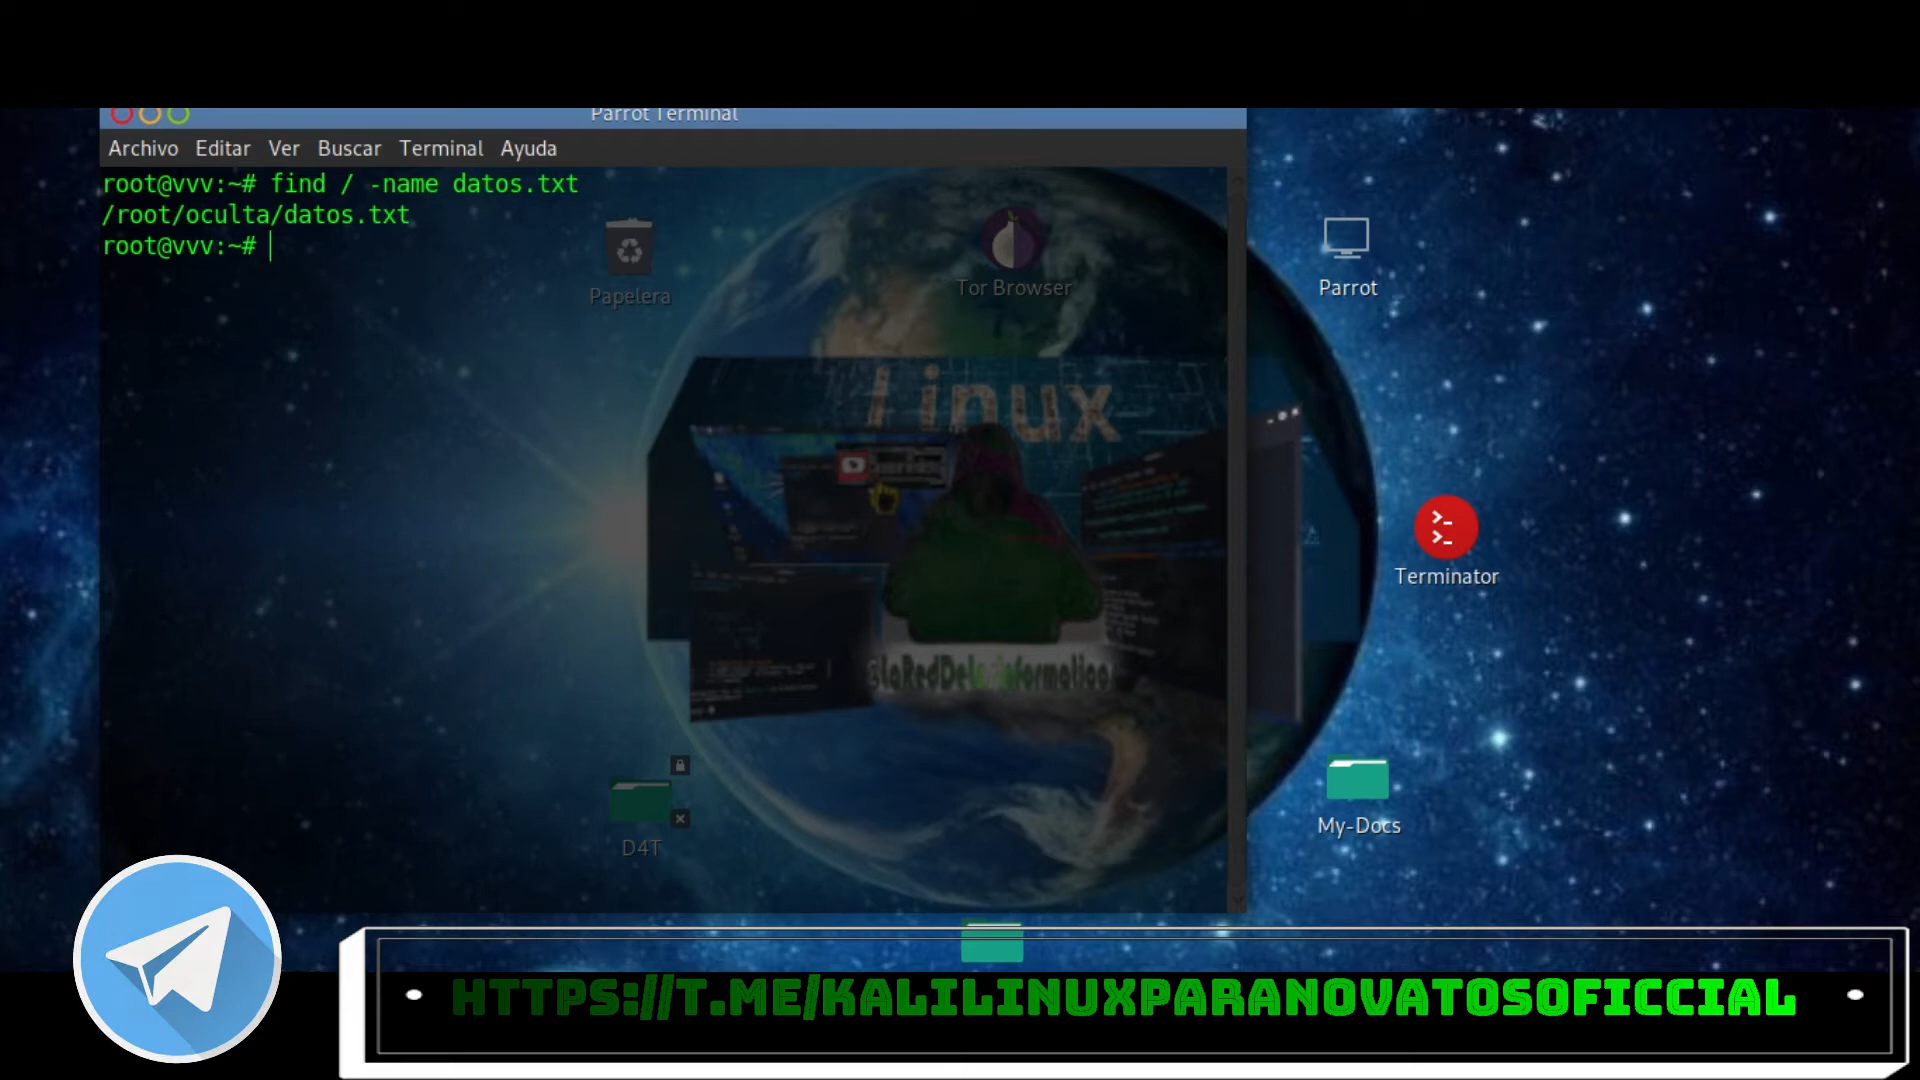 Parrot Terminal
Archivo Editar Ver Buscar Terminal Ayuda
root@vvv:~# find / -name datos.txt
/root/oculta/datos.txt
root@vvv:~#
Papelera
Tor Browser
Parrot
Linux
@LaRedDeLaInformation
Terminator
D4T
My-Docs
HTTPS://T.ME/KALILINUXPARANOVATOSOFICCIAL